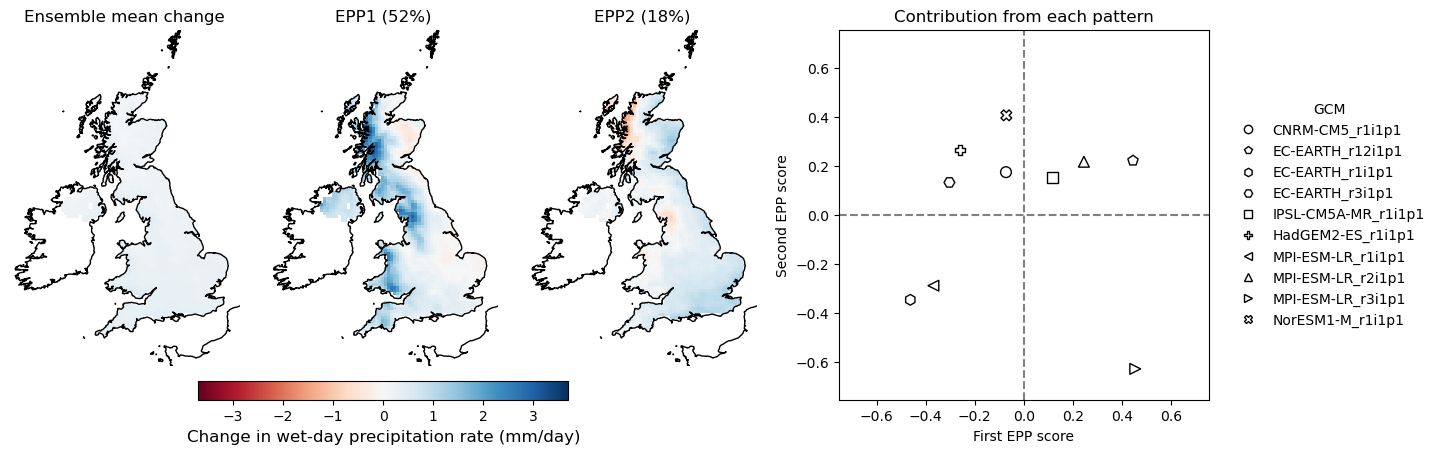 Ensemble mean change
EPP1 (52%)
EPP2 (18%)
Contribution from each pattern
−3 −2 −1 0 1 2 3
Change in wet-day precipitation rate (mm/day)
Second EPP score
0.6
0.4
0.2
0.0
−0.2
−0.4
−0.6
−0.6 −0.4 −0.2 0.0 0.2 0.4 0.6
First EPP score
GCM
CNRM-CM5_r1i1p1
EC-EARTH_r12i1p1
EC-EARTH_r1i1p1
EC-EARTH_r3i1p1
IPSL-CM5A-MR_r1i1p1
HadGEM2-ES_r1i1p1
MPI-ESM-LR_r1i1p1
MPI-ESM-LR_r2i1p1
MPI-ESM-LR_r3i1p1
NorESM1-M_r1i1p1